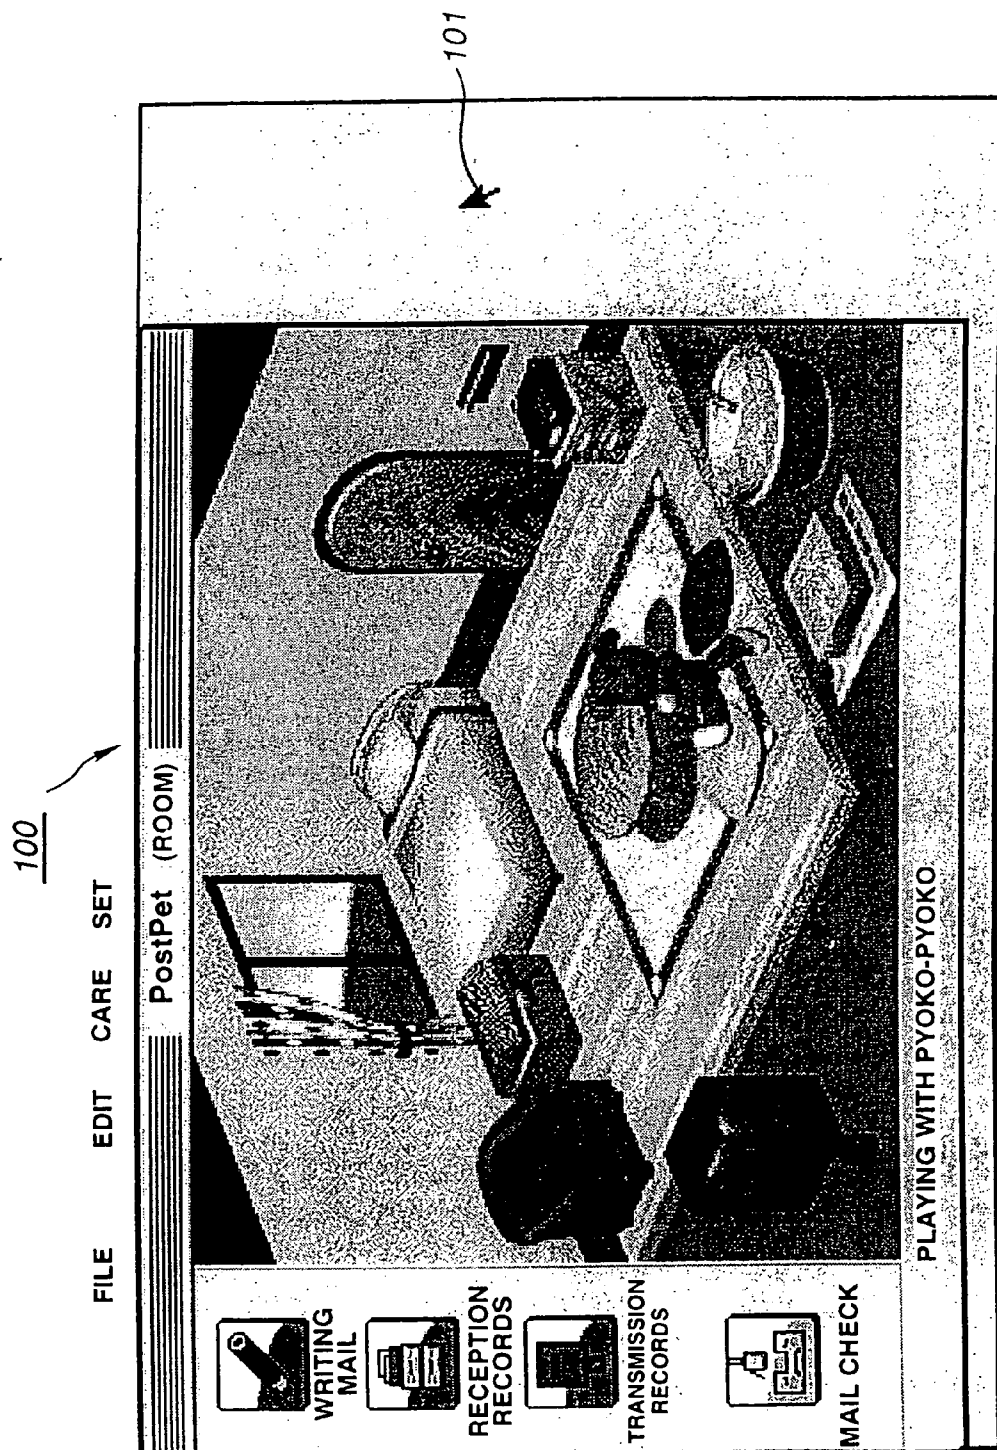 100
101
FILE EDIT CARE SET
PostPet (ROOM)
WRITING
MAIL
RECEPTION
RECORDS
TRANSMISSION
RECORDS
MAIL CHECK
PLAYING WITH PYOKO-PYOKO